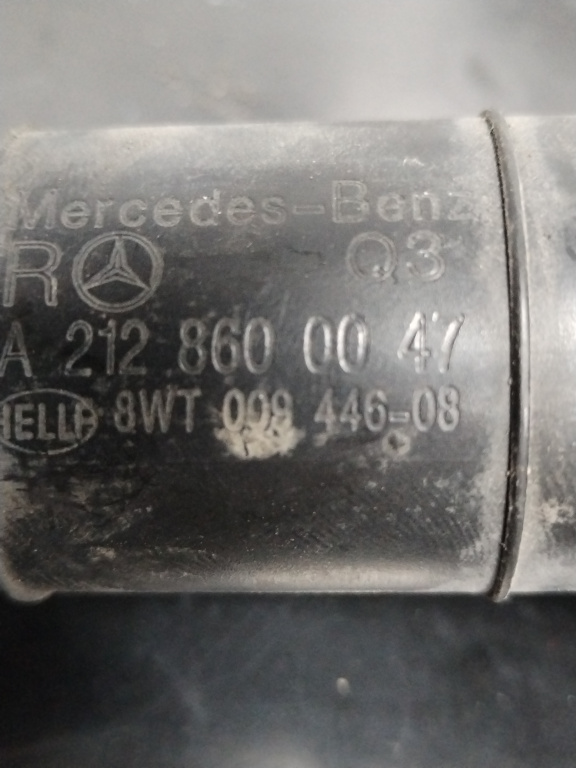 Mercedes-Benz
R Q3
A 212 860 00 47
HELLA 8WT 009 446-08